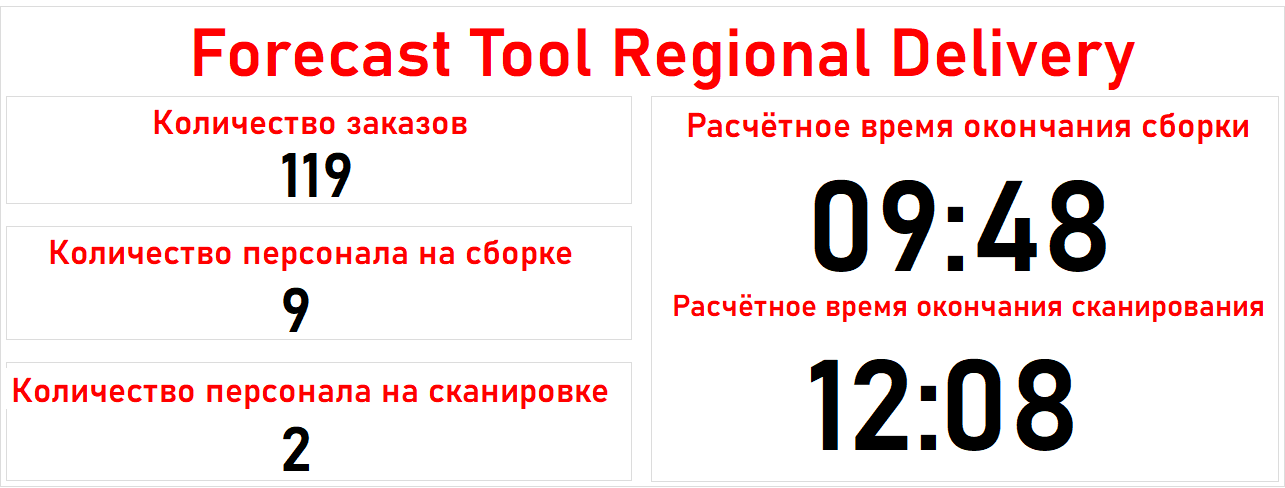 Forecast Tool Regional Delivery
Количество заказов
119
Количество персонала на сборке
9
Количество персонала на сканировке
2
Расчётное время окончания сборки
09:48
Расчётное время окончания сканирования
12:08